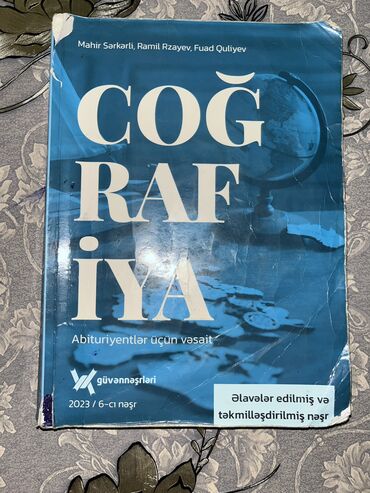 Mahir Sərkərli, Ramil Rzayev, Fuad Quliyev
COĞ
RAF
İYA
Abituriyentlər üçün vəsait
güvənnəşrləri
2023 / 6-cı nəşr
Əlavələr edilmiş və
təkmilləşdirilmiş nəşr